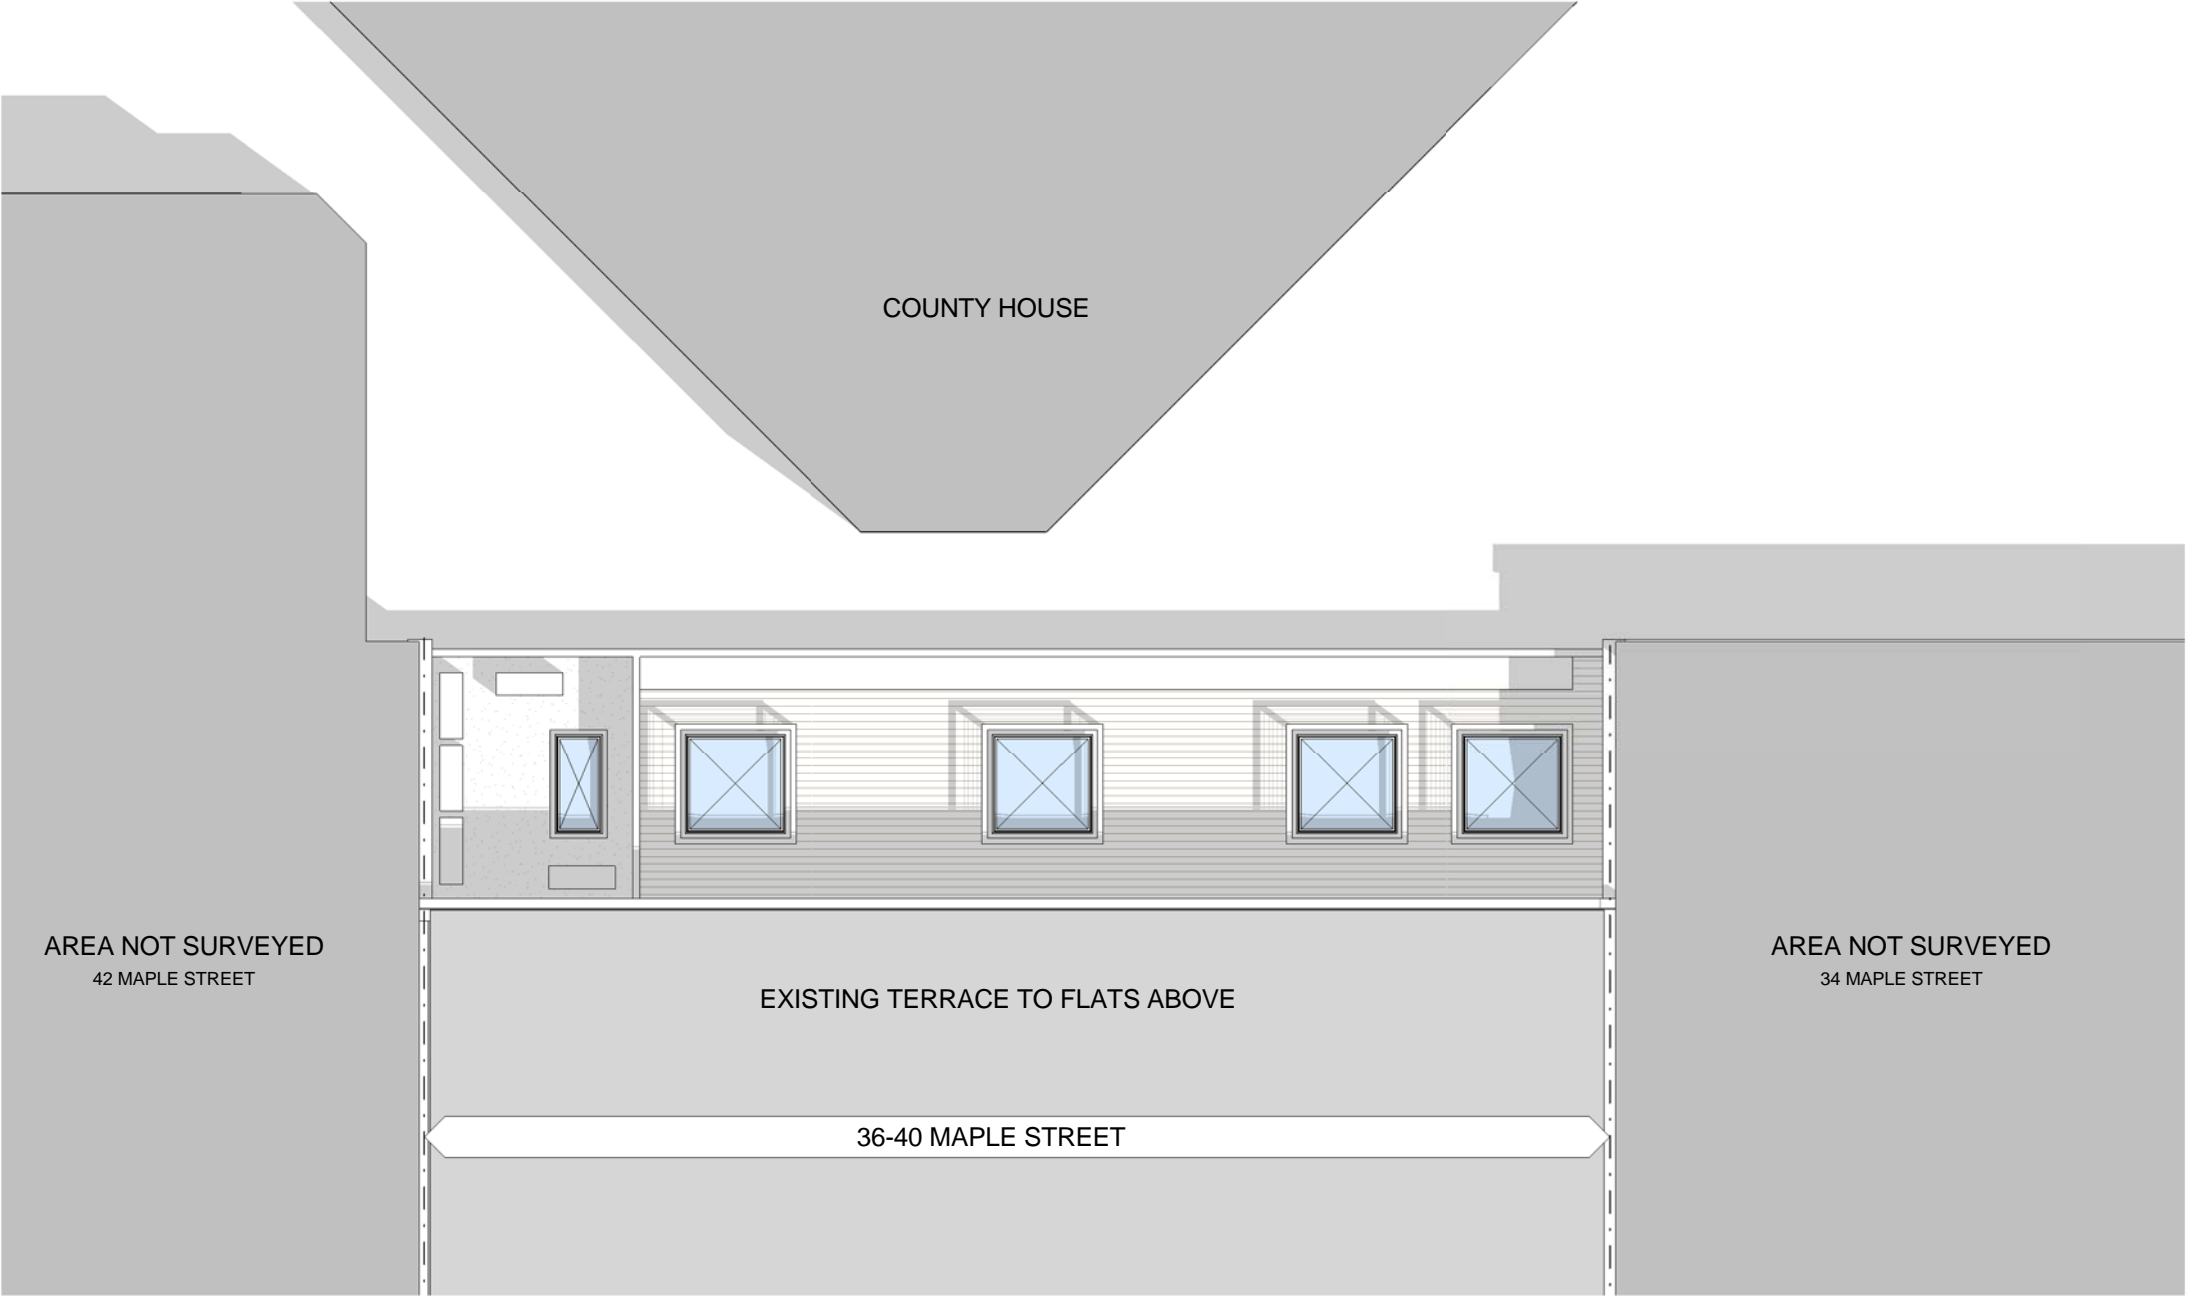 COUNTY HOUSE
AREA NOT SURVEYED
42 MAPLE STREET
AREA NOT SURVEYED
34 MAPLE STREET
EXISTING TERRACE TO FLATS ABOVE
36-40 MAPLE STREET